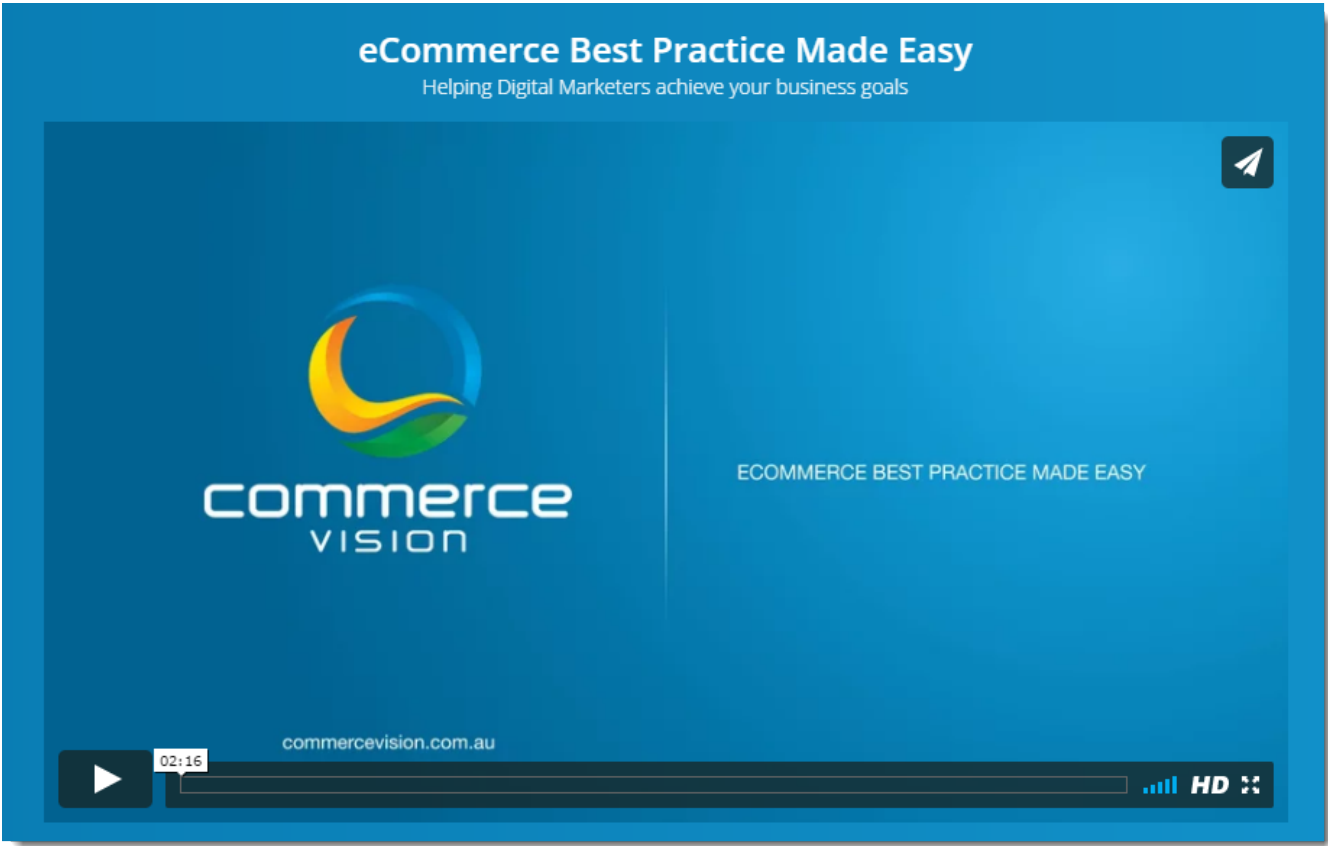 eCommerce Best Practice Made Easy
Helping Digital Marketers achieve your business goals
commerce
VISION
ECOMMERCE BEST PRACTICE MADE EASY
commercevision.com.au
02:16
HD